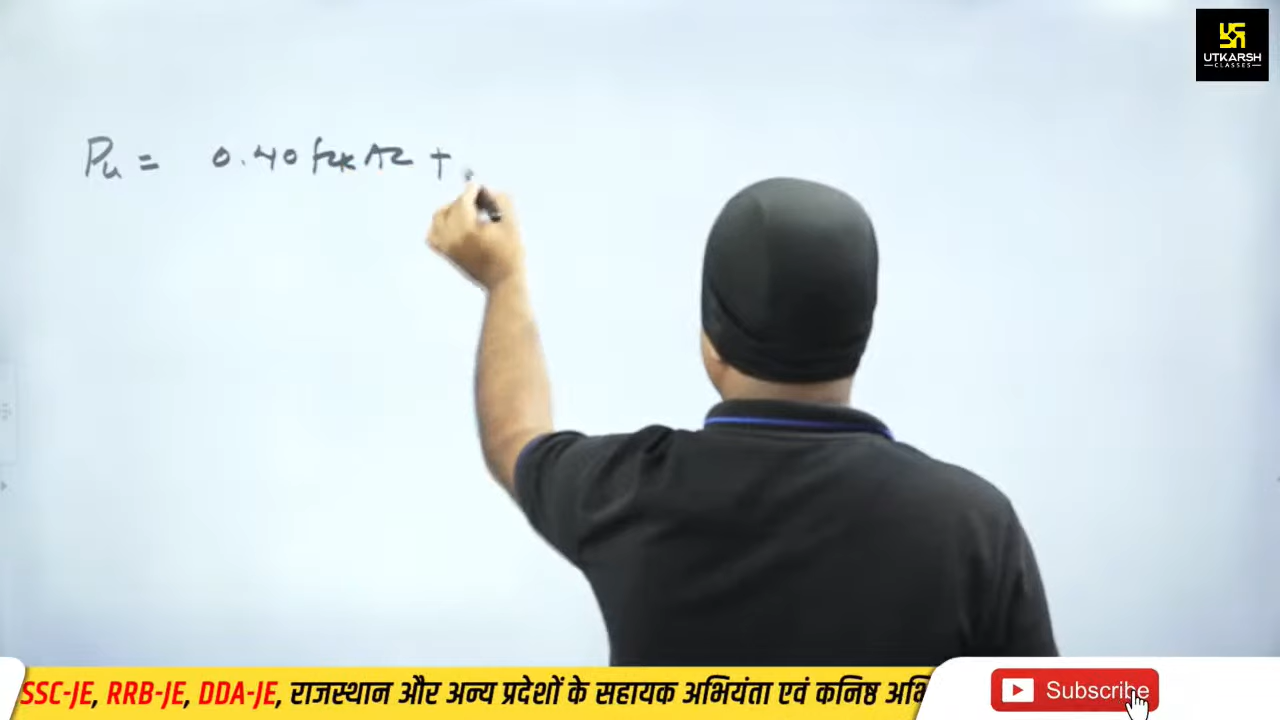 UTKARSH
CLASSES
Pu = 0.40 fck Ac +
SSC-JE, RRB-JE, DDA-JE, राजस्थान और अन्य प्रदेशों के सहायक अभियंता एवं कनिष्ठ अभि
Subscribe